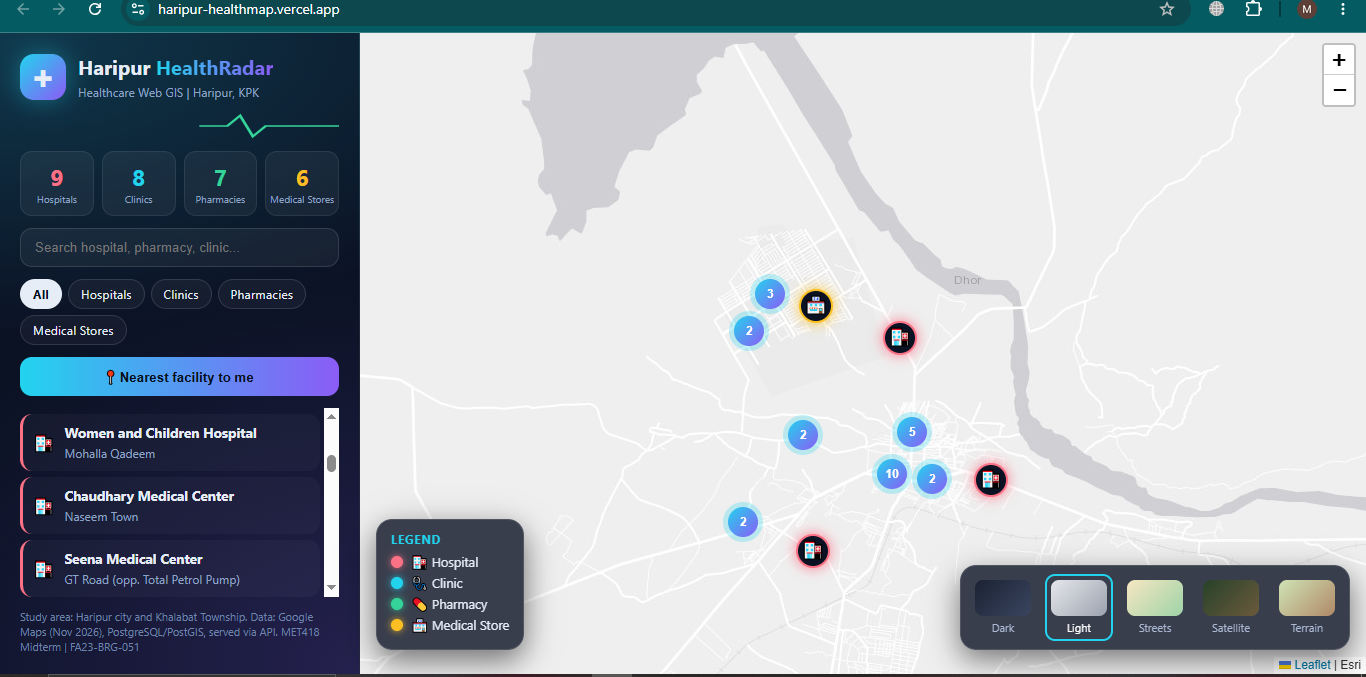 haripur-healthmap.vercel.app
M
Haripur HealthRadar
Healthcare Web GIS | Haripur, KPK
9
Hospitals
8
Clinics
7
Pharmacies
6
Medical Stores
Search hospital, pharmacy, clinic...
All
Hospitals
Clinics
Pharmacies
Medical Stores
Nearest facility to me
Women and Children Hospital
Mohalla Qadeem
Chaudhary Medical Center
Naseem Town
Seena Medical Center
GT Road (opp. Total Petrol Pump)
Study area: Haripur city and Khalabat Township. Data: Google
Maps (Nov 2026), PostgreSQL/PostGIS, served via API. MET418
Midterm | FA23-BRG-051
+
−
Dhor
3
2
2
5
10
2
2
LEGEND
Hospital
Clinic
Pharmacy
Medical Store
Dark
Light
Streets
Satellite
Terrain
Leaflet | Esri